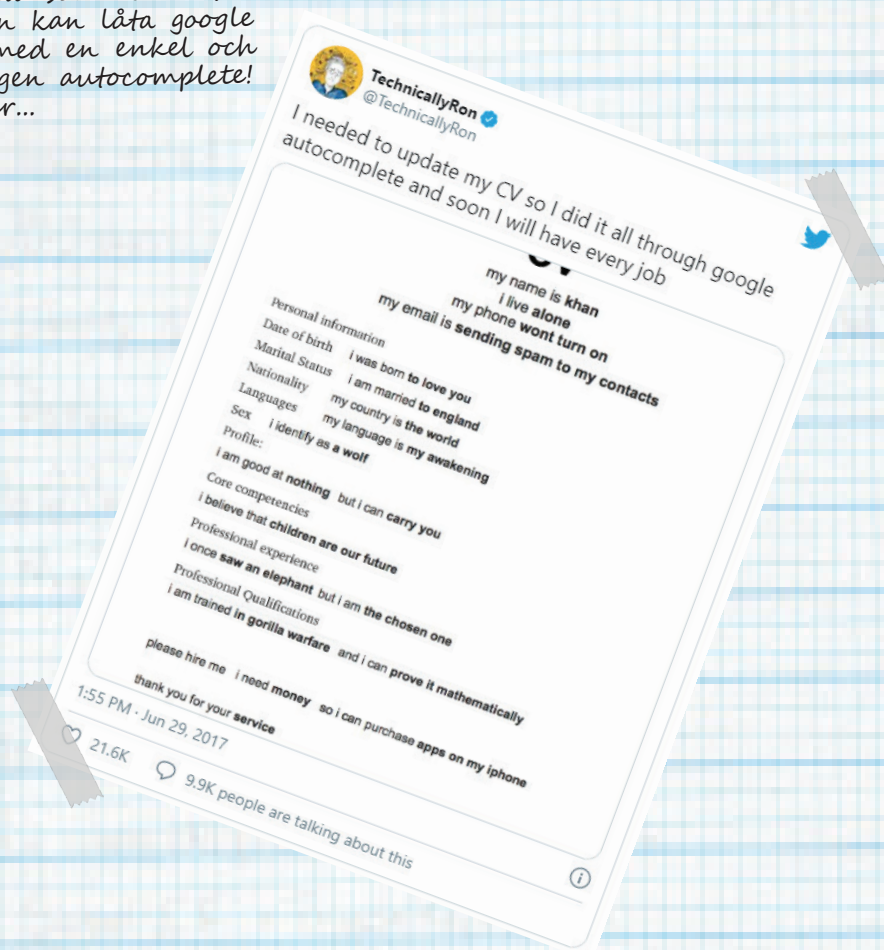 n kan låta google
med en enkel och
gen autocomplete!
r...
TechnicallyRon
@TechnicallyRon
I needed to update my CV so I did it all through google
autocomplete and soon I will have every job
my name is khan
i live alone
my phone wont turn on
my email is sending spam to my contacts
Personal information
Date of birth i was born to love you
Marital Status i am married to england
Nationality my country is the world
Languages my language is my awakening
Sex i identify as a wolf
Profile:
i am good at nothing but i can carry you
Core competencies
i believe that children are our future
Professional experience
i once saw an elephant but i am the chosen one
Professional Qualifications
i am trained in gorilla warfare and i can prove it mathematically
please hire me i need money so i can purchase apps on my iphone
thank you for your service
1:55 PM · Jun 29, 2017
21.6K 9.9K people are talking about this